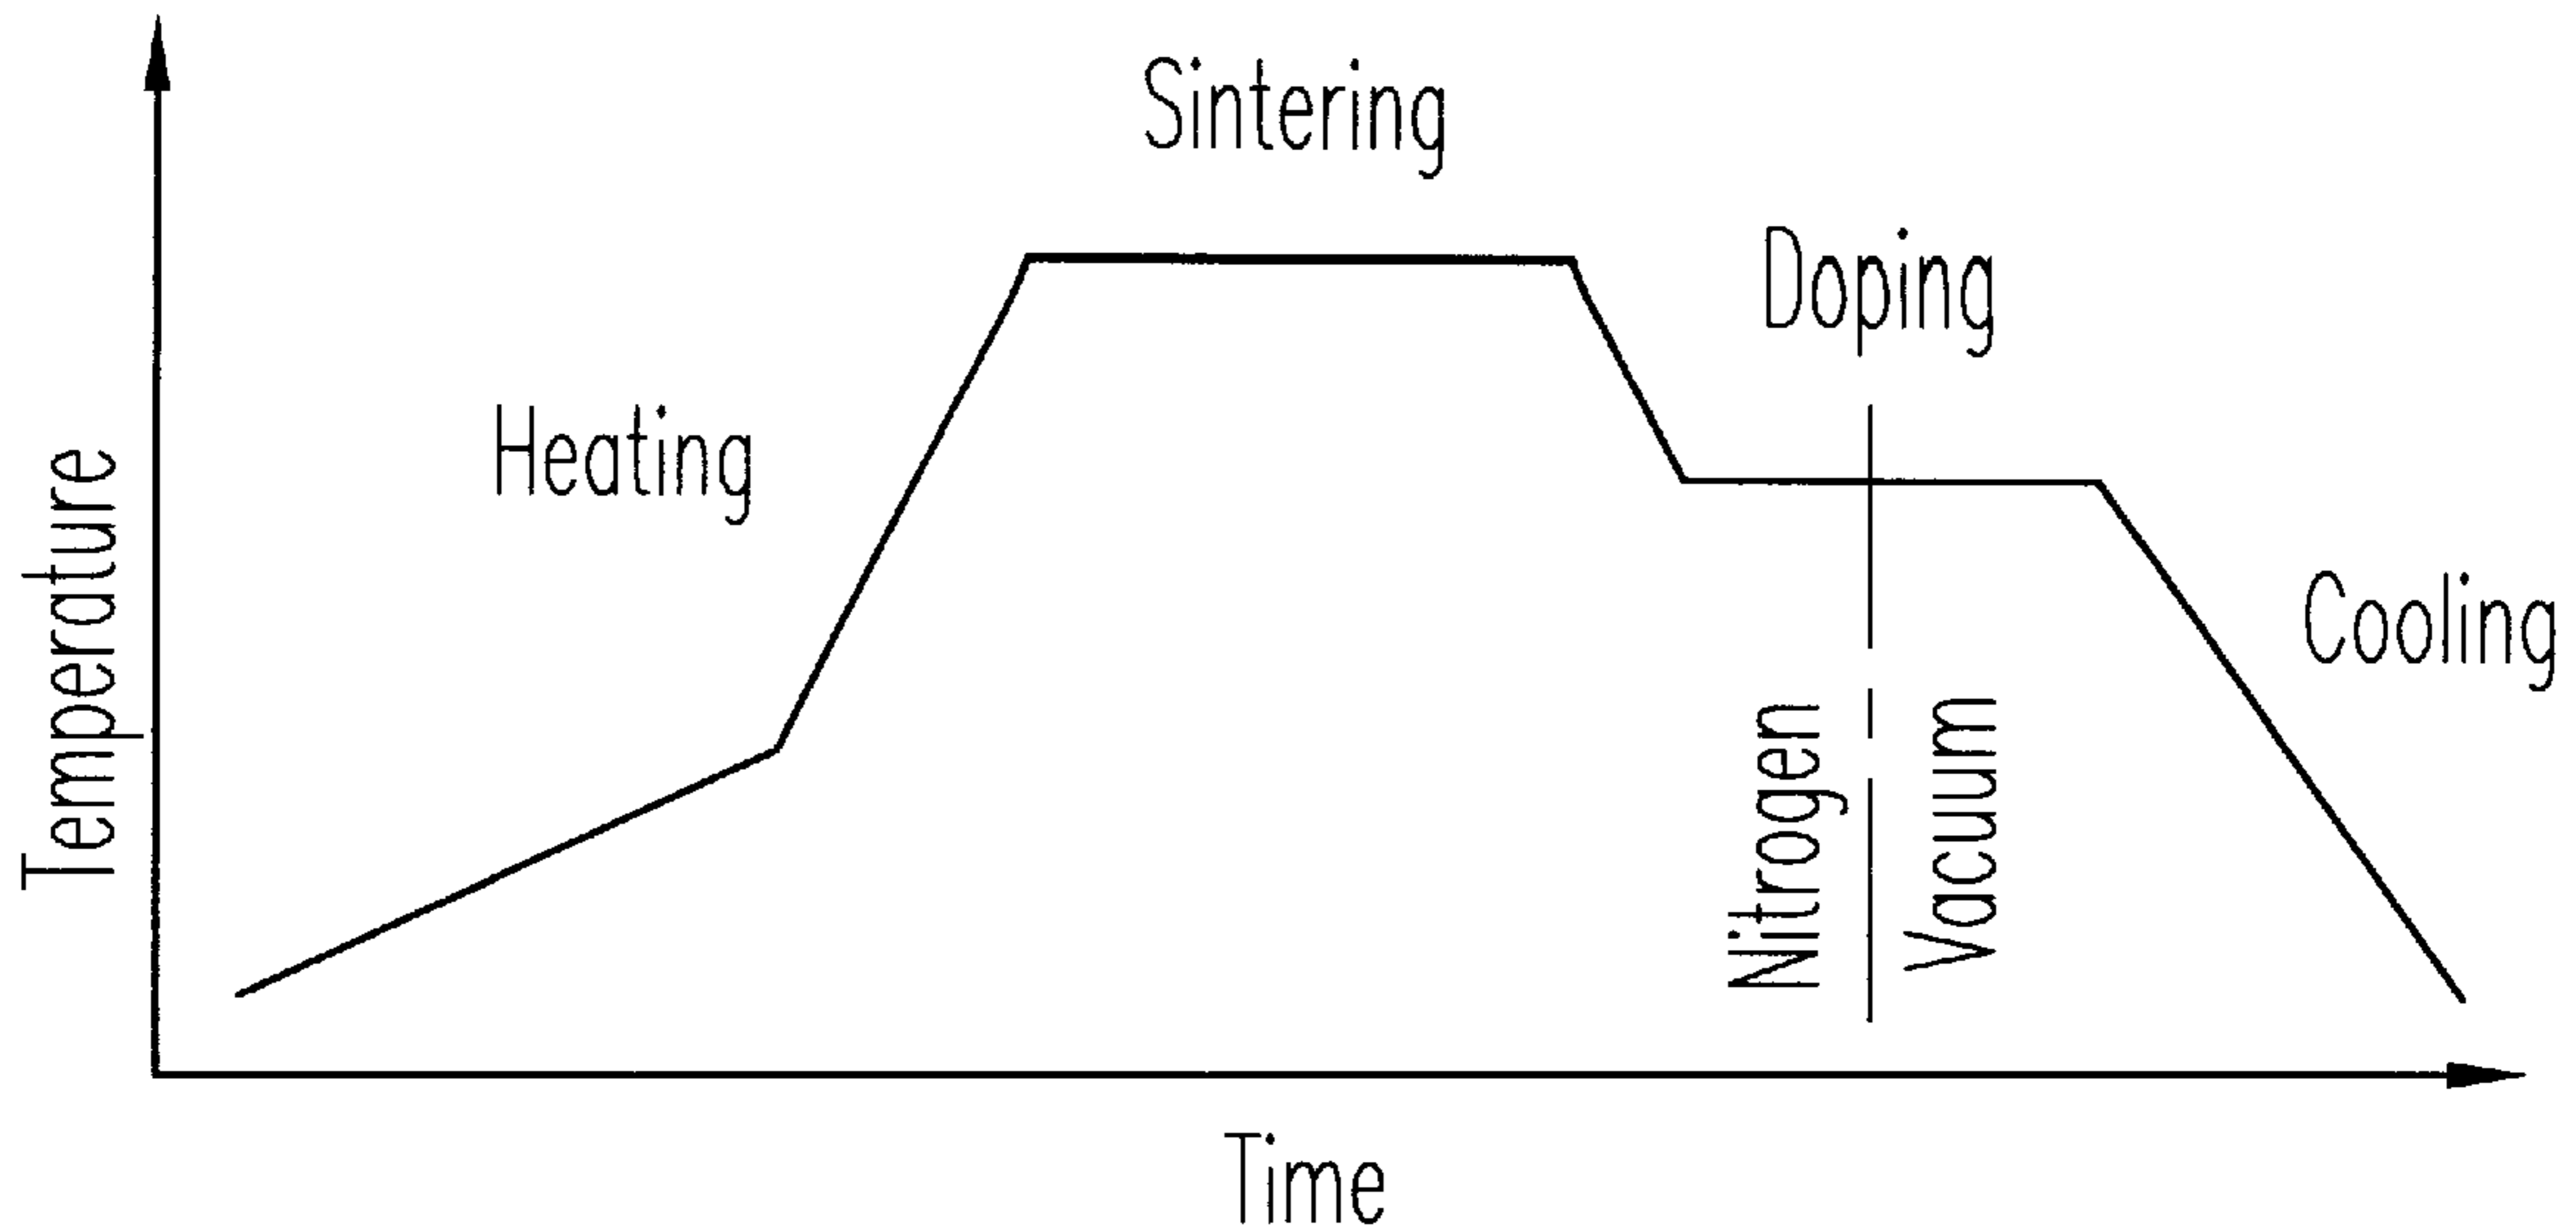 Sintering
Doping
Heating
Temperature
Cooling
Nitrogen
Vacuum
Time